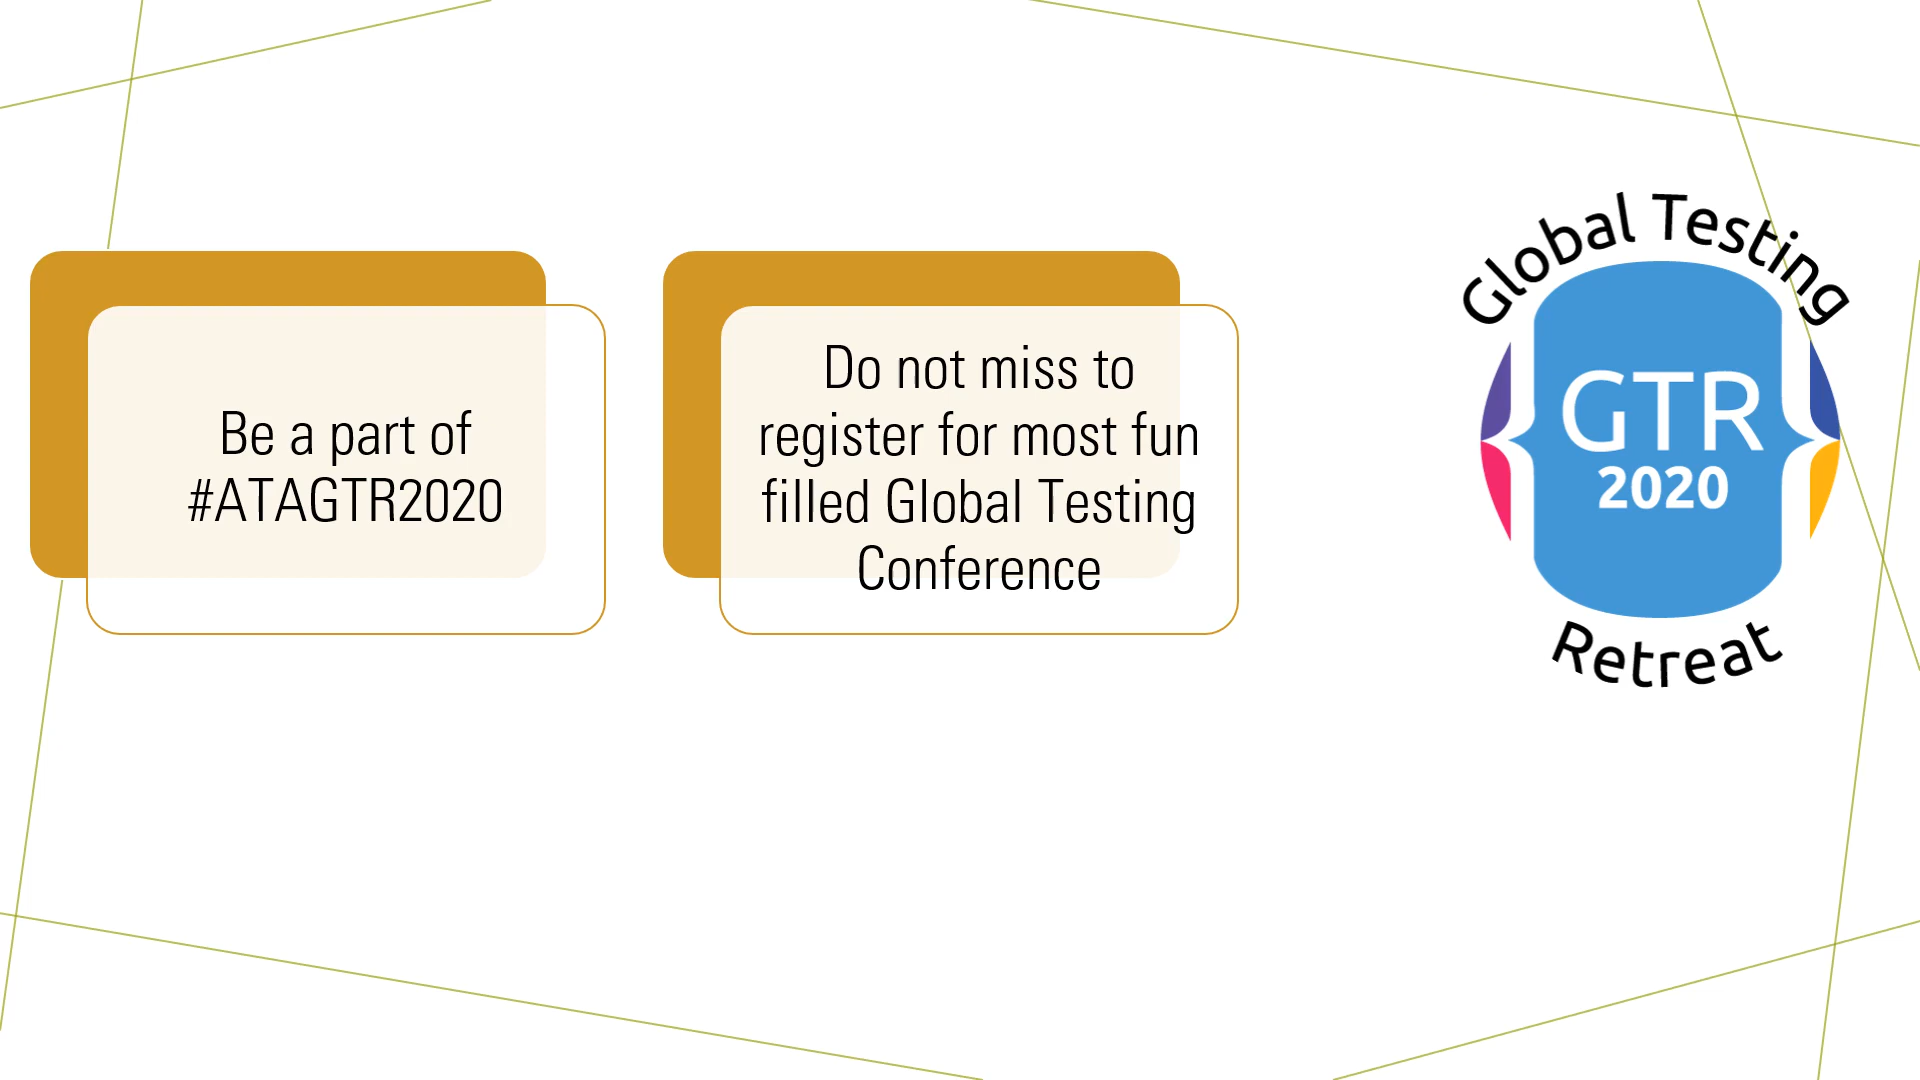 Be a part of
#ATAGTR2020
Do not miss to
register for most fun
filled Global Testing
Conference
Global Testing
GTR
2020
Retreat